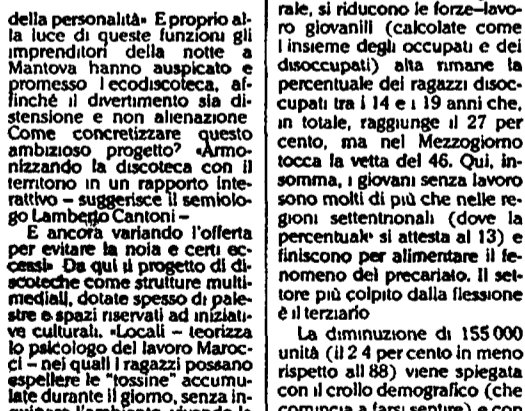 della personalità» E proprio al-
la luce di queste funzioni gli
imprenditori della notte a
Mantova hanno auspicato e
promesso l ecodiscoteca, af-
finché il divertimento sia di-
stensione e non alienazione
Come concretizzare questo
ambizioso progetto? «Armo-
nizzando la discoteca con il
territorio in un rapporto inte-
rattivo – suggerisce il semiolo-
go Lamberto Cantoni –
E ancora variando l'offerta
per evitare la noia e certi ec-
cessi» Da qui il progetto di di-
scoteche come strutture multi-
mediali, dotate spesso di pale-
stre e spazi riservati ad iniziati-
ve culturali. «Locali – teorizza
lo psicologo del lavoro Maroc-
ci – nei quali i ragazzi possano
espellere le "tossine" accumu-
late durante il giorno, senza in-
rale, si riducono le forze-lavo-
ro giovanili (calcolate come
l insieme degli occupati e dei
disoccupati) alta rimane la
percentuale dei ragazzi disoc-
cupati tra i 14 e i 19 anni che,
in totale, raggiunge il 27 per
cento, ma nel Mezzogiorno
tocca la vetta del 46. Qui, in-
somma, i giovani senza lavoro
sono molti di più che nelle re-
gioni settentrionali (dove la
percentuale si attesta al 13) e
finiscono per alimentare il fe-
nomeno del precariato. Il set-
tore più colpito dalla flessione
è il terziario
La diminuzione di 155 000
unità (il 2 4 per cento in meno
rispetto all 88) viene spiegata
con il crollo demografico (che
comincia a farsi sentire) e con